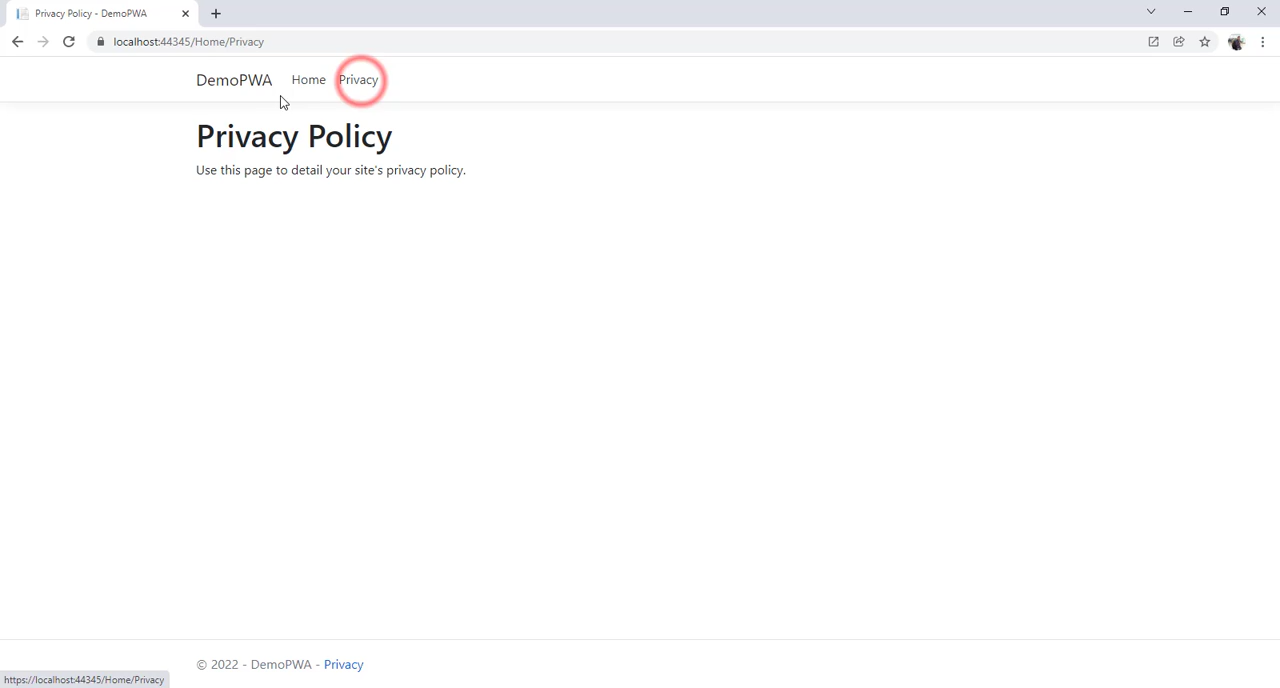 Privacy Policy - DemoPWA
localhost:44345/Home/Privacy
DemoPWA Home Privacy
Privacy Policy
Use this page to detail your site's privacy policy.
© 2022 - DemoPWA - Privacy
https://localhost:44345/Home/Privacy